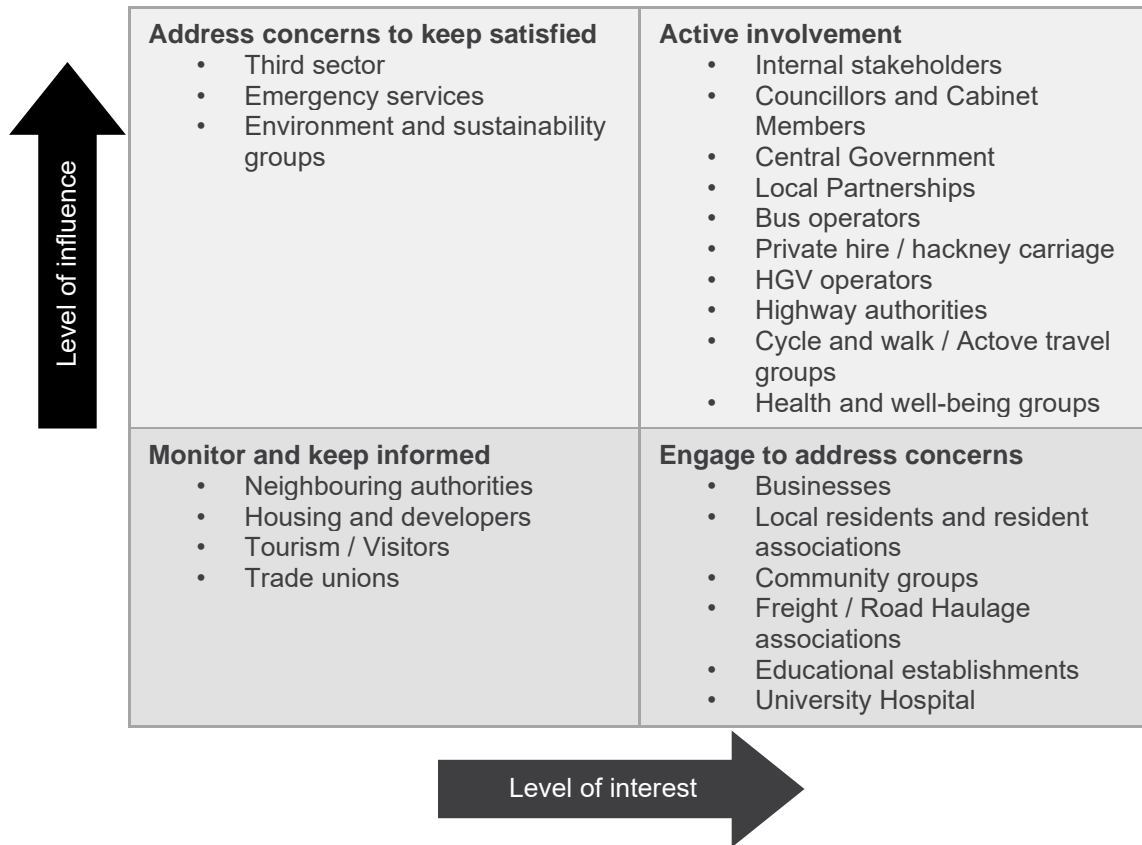 Level of influence
Address concerns to keep satisfied
• Third sector
• Emergency services
• Environment and sustainability
groups
Active involvement
• Internal stakeholders
• Councillors and Cabinet
Members
• Central Government
• Local Partnerships
• Bus operators
• Private hire / hackney carriage
• HGV operators
• Highway authorities
• Cycle and walk / Actove travel
groups
• Health and well-being groups
Monitor and keep informed
• Neighbouring authorities
• Housing and developers
• Tourism / Visitors
• Trade unions
Engage to address concerns
• Businesses
• Local residents and resident
associations
• Community groups
• Freight / Road Haulage
associations
• Educational establishments
• University Hospital
Level of interest